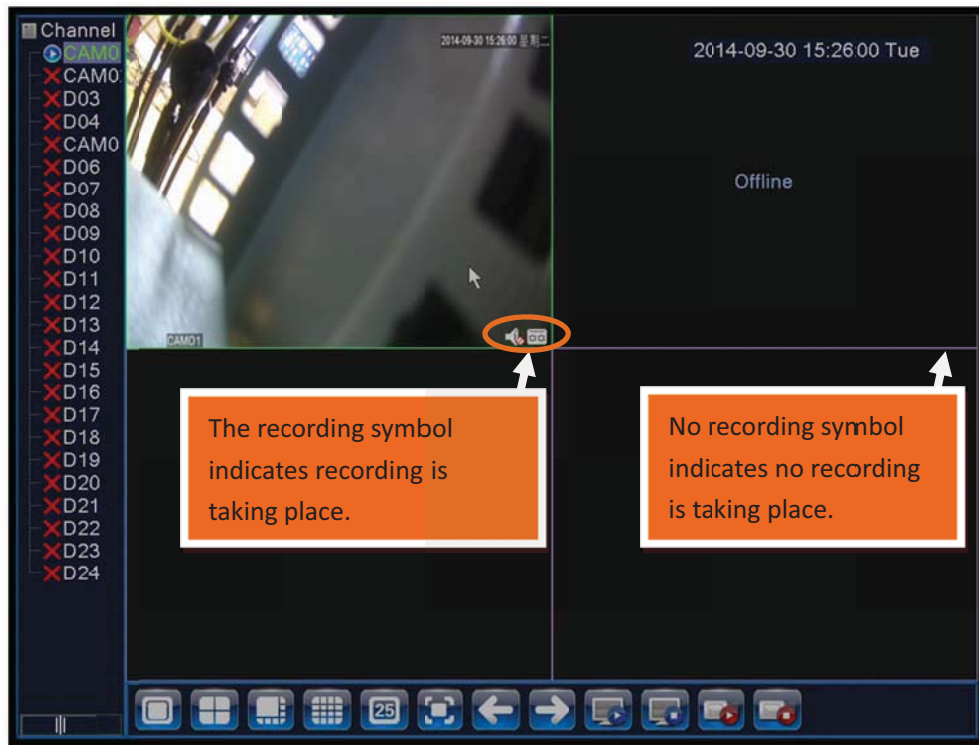 Channel
CAM0
CAM0
D03
D04
CAM0
D06
D07
D08
D09
D10
D11
D12
D13
D14
D15
D16
D17
D18
D19
D20
D21
D22
D23
D24
2014-09-30 15:26:00 星期二
CAM01
2014-09-30 15:26:00 Tue
Offline
The recording symbol
indicates recording is
taking place.
No recording symbol
indicates no recording
is taking place.
25